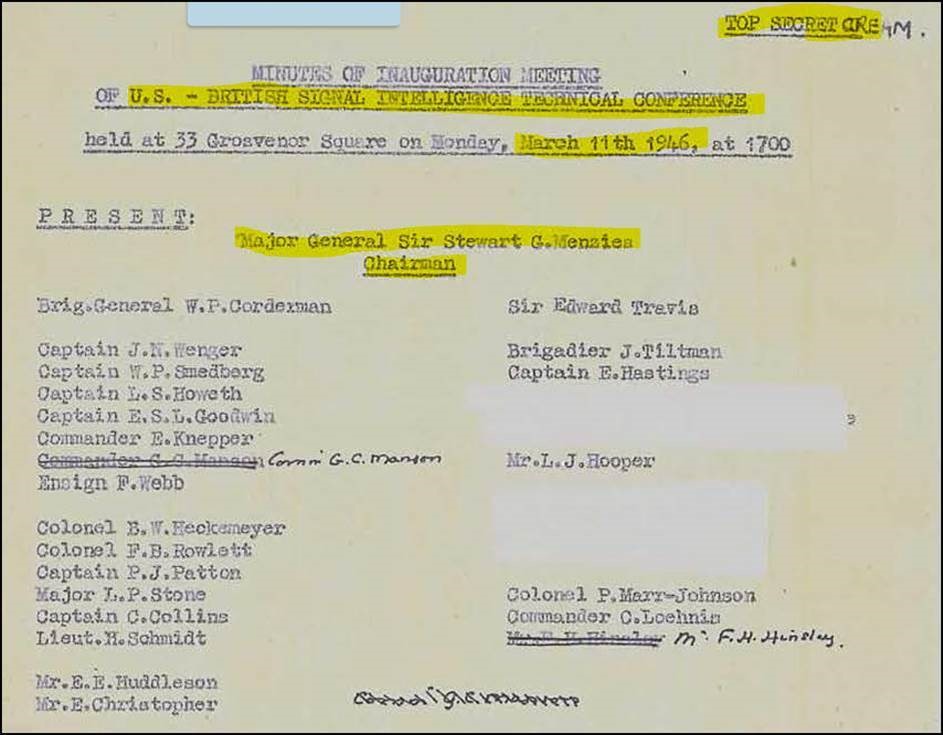 TOP SECRET CREAM.
MINUTES OF INAUGURATION MEETING
OF U.S. - BRITISH SIGNAL INTELLIGENCE TECHNICAL CONFERENCE
held at 33 Grosvenor Square on Monday, March 11th 1946, at 1700
PRESENT:
Major General Sir Stewart G.Menzies
Chairman
Brig.General W.P.Corderman
Sir Edward Travis
Captain J.N.Wenger
Brigadier J.Tiltman
Captain W.P.Smedberg
Captain E.Hastings
Captain L.S.Howeth
Captain E.S.L.Goodwin
Commander E.Knepper
Commander G.C.Manson Comm G.C. Manson
Mr.L.J.Hooper
Ensign F.Webb
Colonel B.W.Heckemeyer
Colonel F.B.Rowlett
Captain P.J.Patton
Major L.P.Stone
Colonel P.Marr-Johnson
Captain C.Collins
Commander C.Loehnis
Lieut.H.Schmidt
Mr.F.H.Hinsley Mr F.H. Hinsley.
Mr.E.E.Huddleson
Mr.E.Christopher